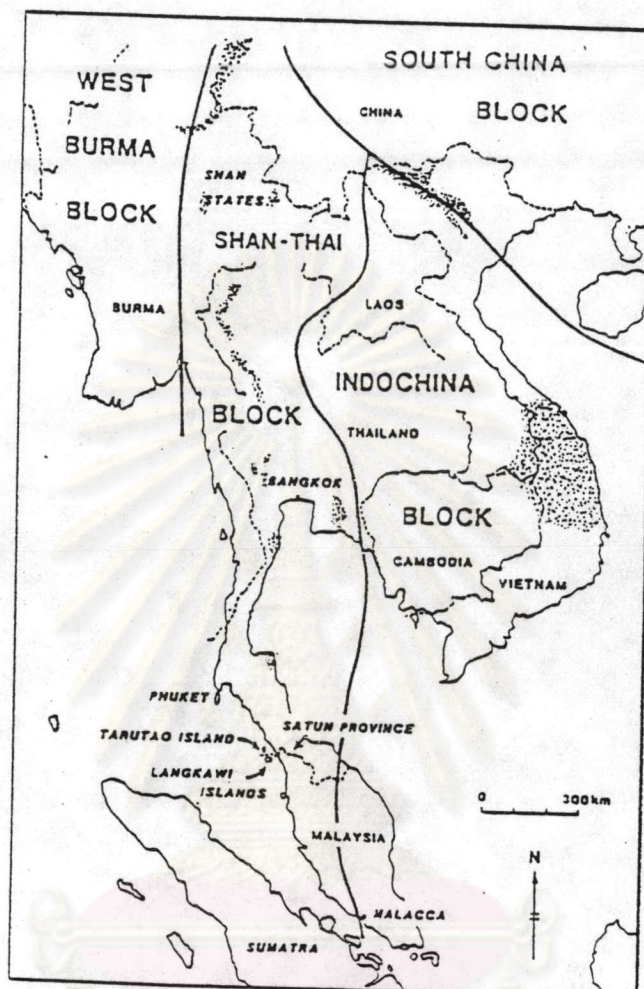 SOUTH CHINA
BLOCK
WEST
BURMA
BLOCK
CHINA
SHAN
STATES
SHAN-THAI
BURMA
LAOS
INDOCHINA
BLOCK
THAILAND
BANGKOK
BLOCK
CAMBODIA
VIETNAM
PHUKET
SATUN PROVINCE
TARUTAO ISLAND
LANGKAWI
ISLANDS
0 300km
MALAYSIA
N
MALACCA
SUMATRA